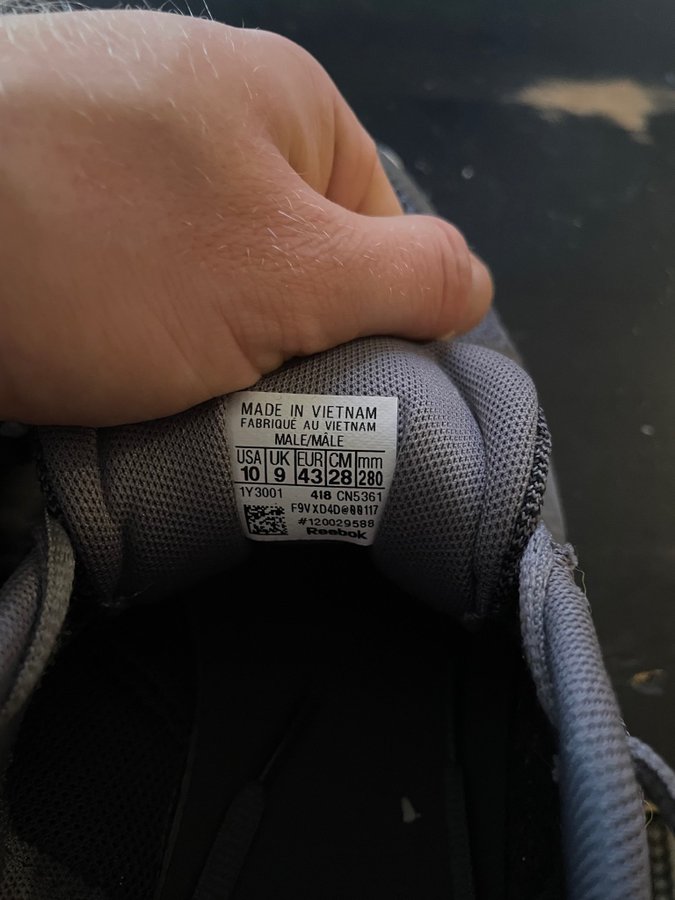 MADE IN VIETNAM
FABRIQUÉ AU VIETNAM
MALE/MÂLE
USA UK EUR CM mm
10 9 43 28 280
1Y3001 418 CN5361
F9VXD4D@00117
#120029588
Reebok